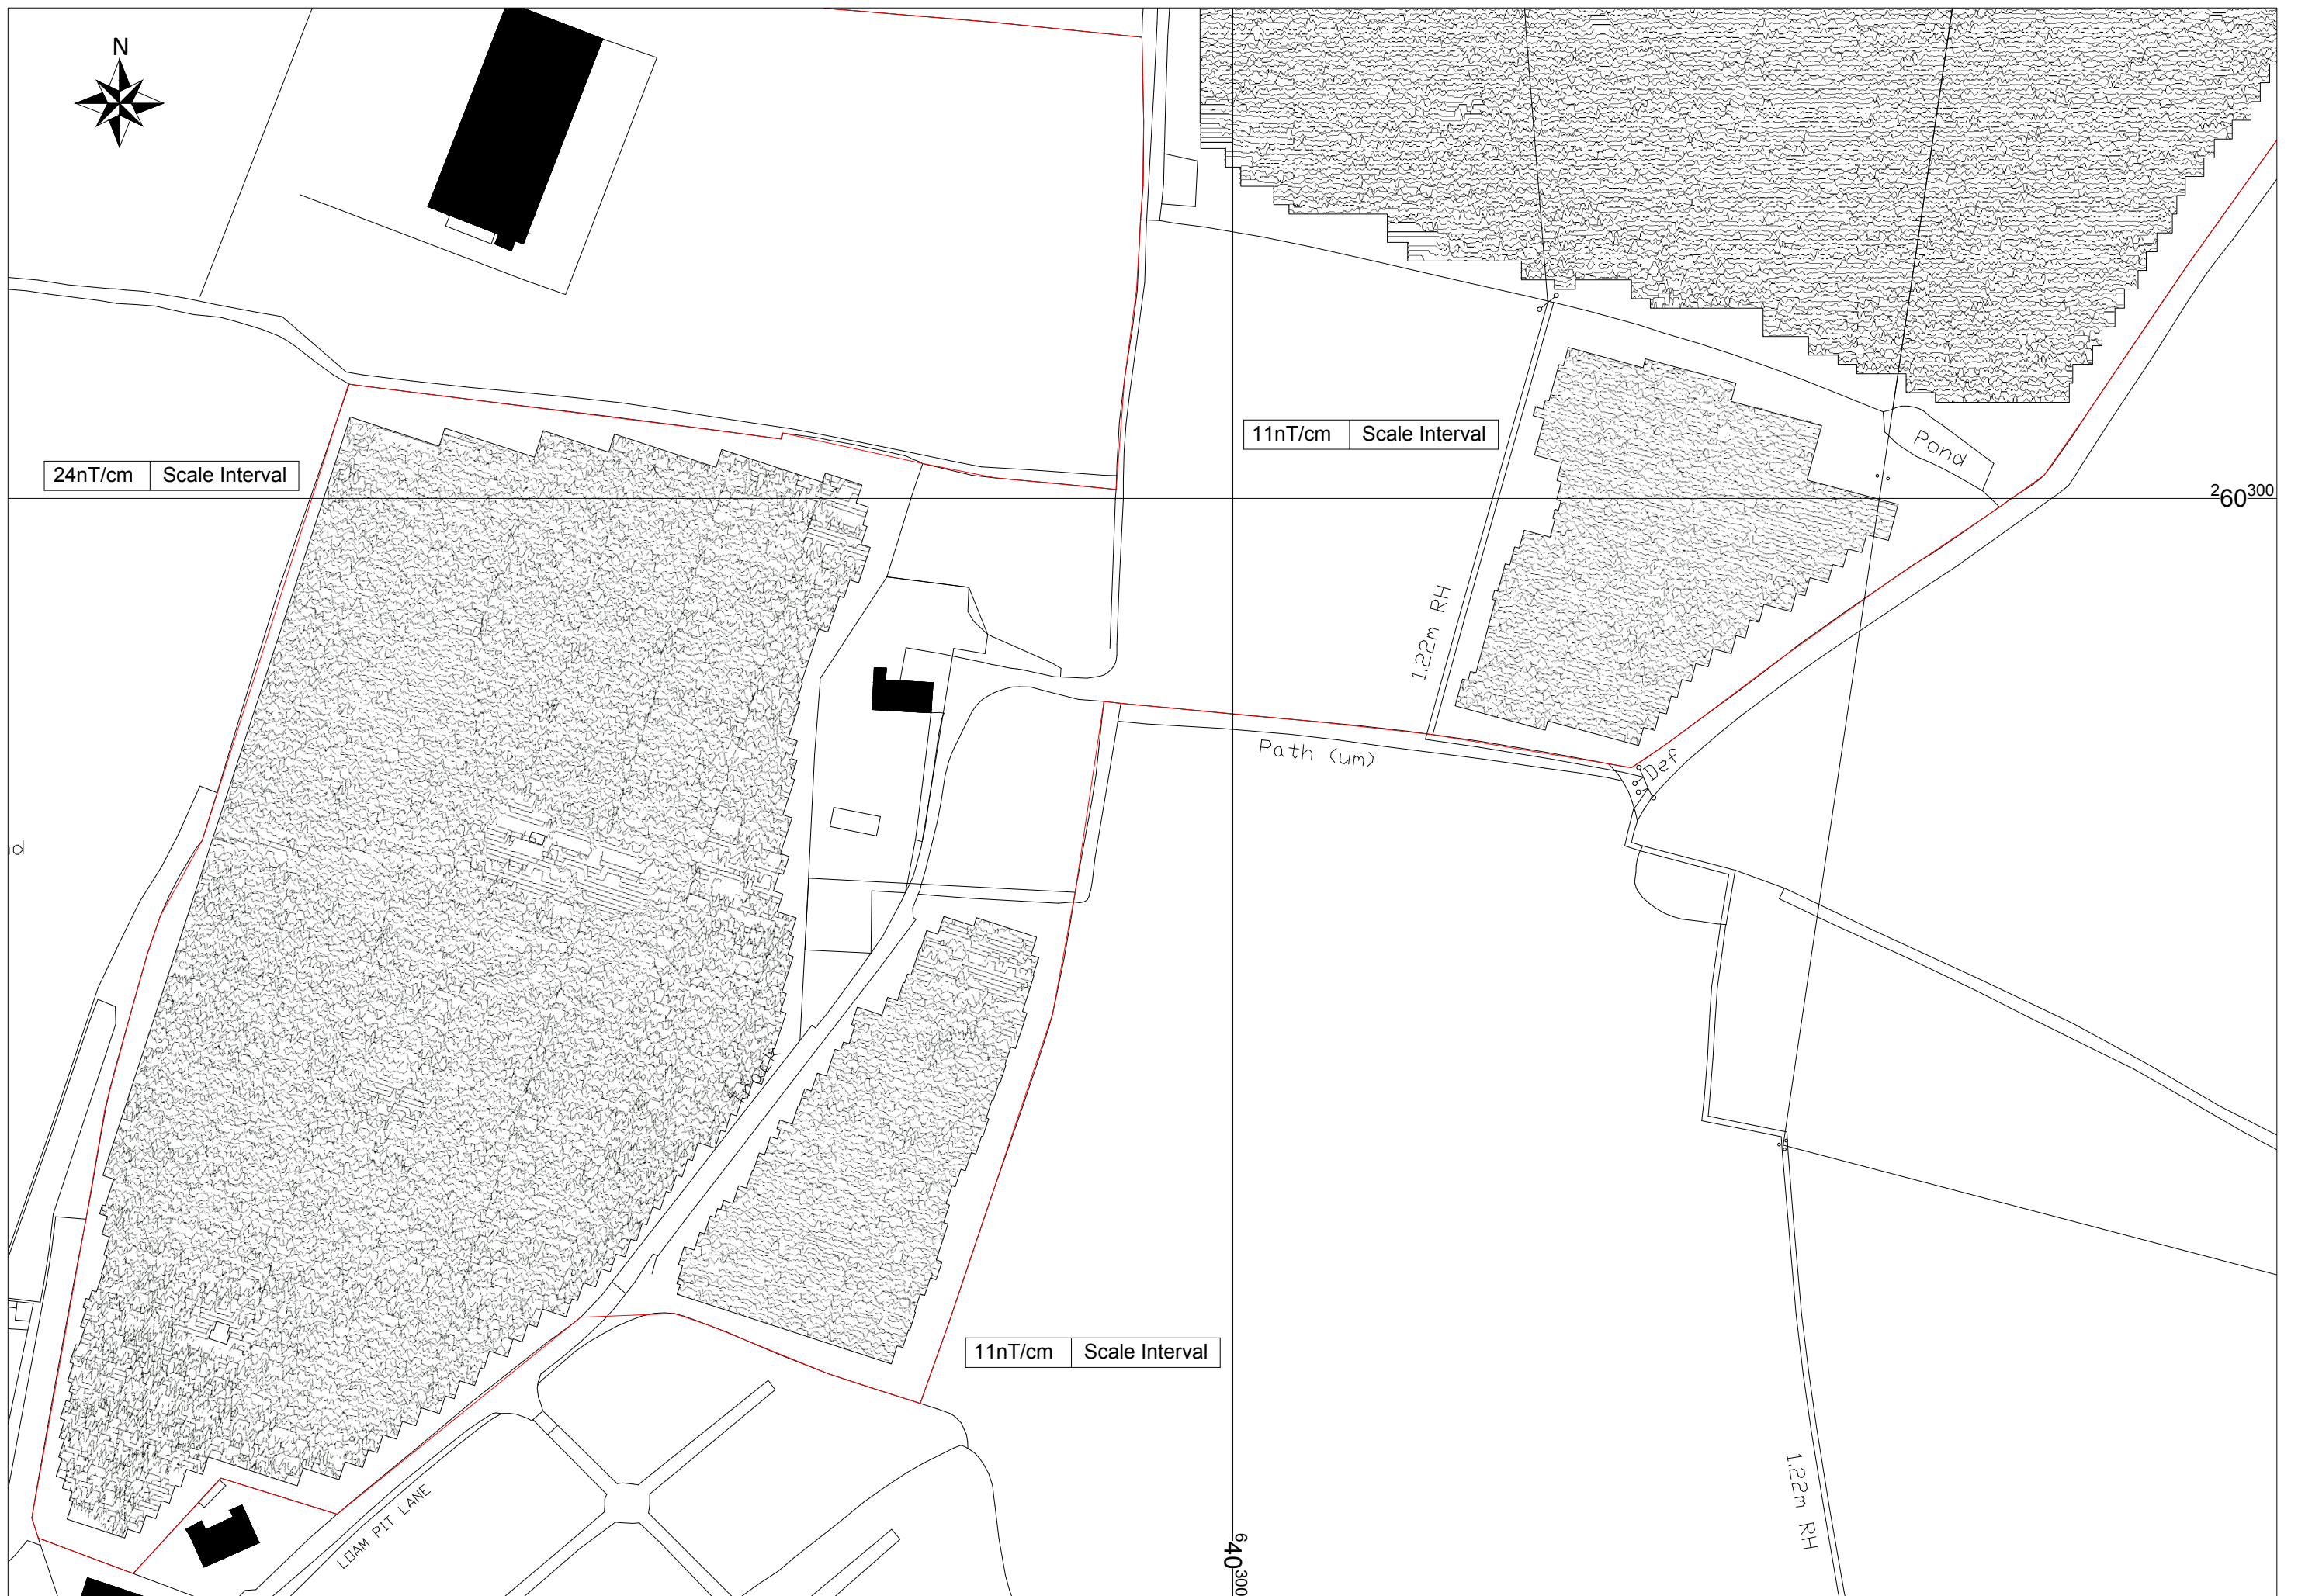 N
11nT/cm Scale Interval
Pond
24nT/cm Scale Interval
260300
1.22m RH
Path (um)
Def
11nT/cm Scale Interval
LOAM PIT LANE
1.22m RH
640300